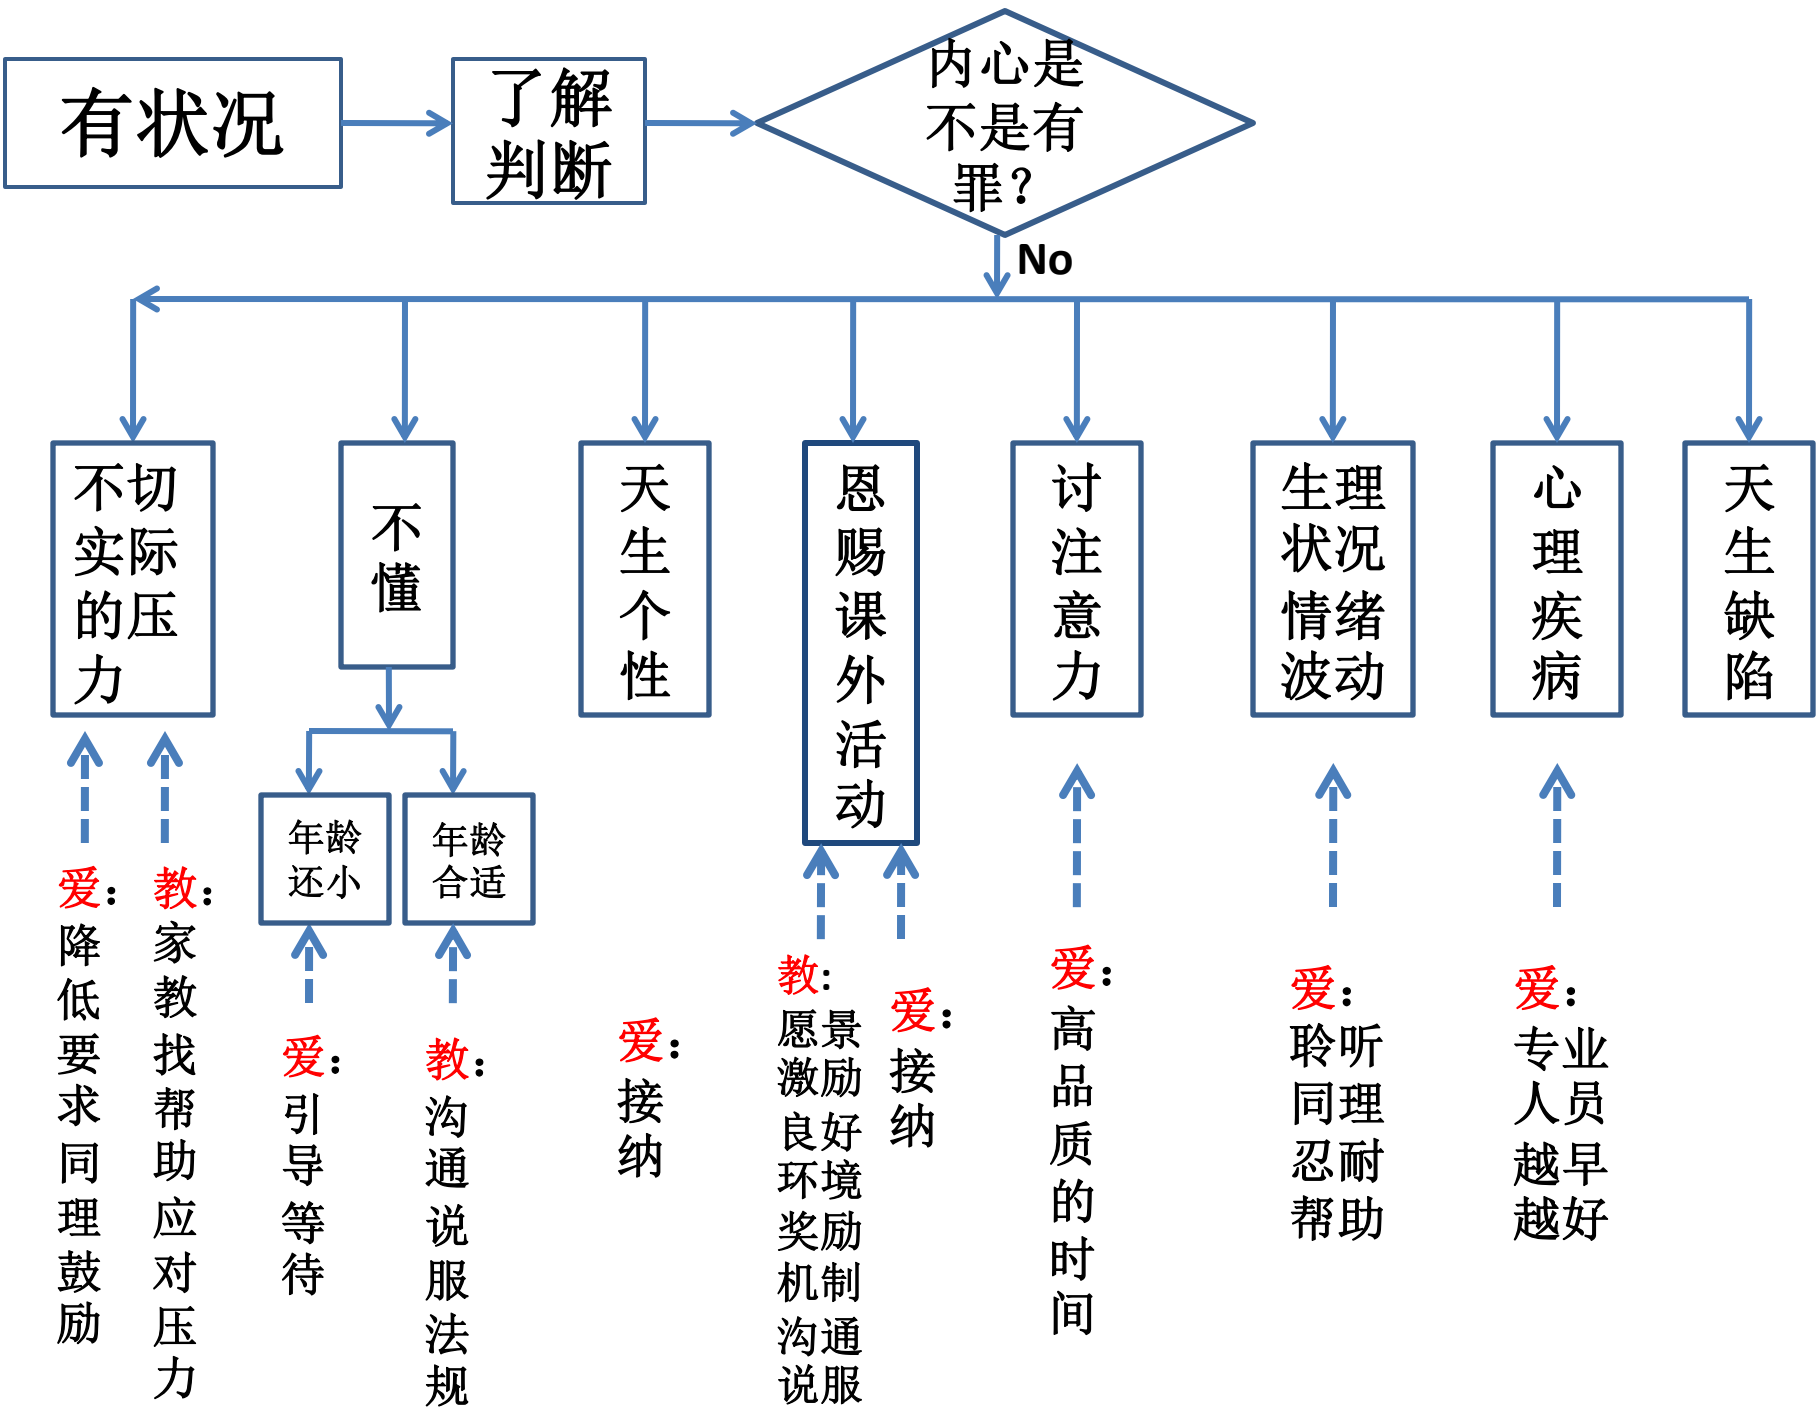 有状况
了解
判断
内心是
不是有
罪？
No
不切
实际
的压
力
不
懂
天
生
个
性
恩
赐
课
外
活
动
讨
注
意
力
生理
状况
情绪
波动
心
理
疾
病
天
生
缺
陷
年龄
还小
年龄
合适
爱：
降
低
要
求
同
理
鼓
励
教：
家
教
找
帮
助
应
对
压
力
爱：
引
导
等
待
教：
沟
通
说
服
法
规
爱：
接
纳
教:
愿景
激励
良好
环境
奖励
机制
沟通
说服
爱：
接
纳
爱：
高
品
质
的
时
间
爱：
聆听
同理
忍耐
帮助
爱：
专业
人员
越早
越好